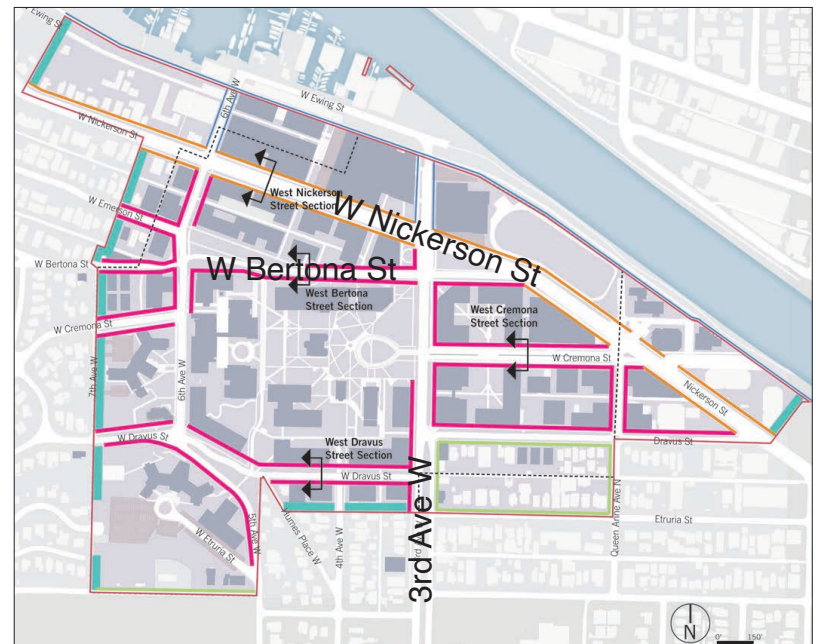 W Ewing St
6th Ave W
W Ewing St
W Nickerson St
West Nickerson
Street Section
W Nickerson St
W Emerson St
W Bertona St
W Bertona St
West Bertona
Street Section
West Cremona
Street Section
W Cremona St
W Cremona St
7th Ave W
6th Ave W
Nickerson St
W Dravus St
West Dravus
Street Section
Dravus St
W Dravus St
3rd Ave W
W Etruria St
5th Ave W
Humes Place W
4th Ave W
Queen Anne Ave N
Etruria St
N
0' 150'